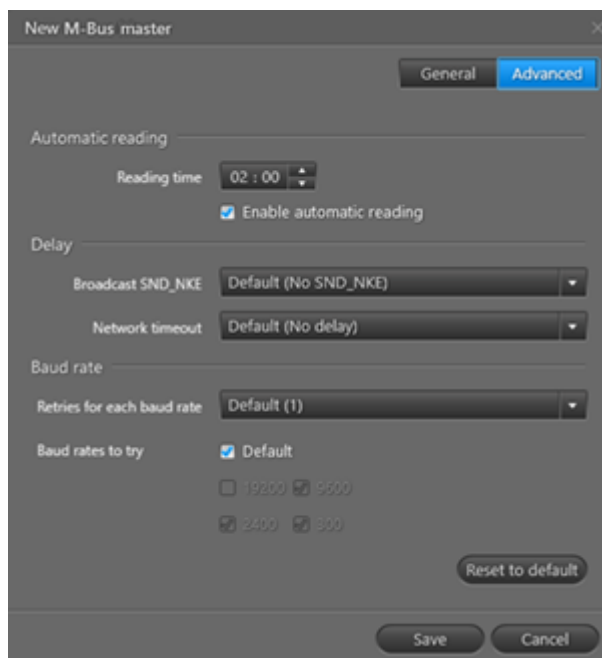 New M-Bus master
General Advanced
Automatic reading
Reading time 02 : 00
Enable automatic reading
Delay
Broadcast SND_NKE Default (No SND_NKE)
Network timeout Default (No delay)
Baud rate
Retries for each baud rate Default (1)
Baud rates to try Default
19200 9600
2400 300
Reset to default
Save Cancel